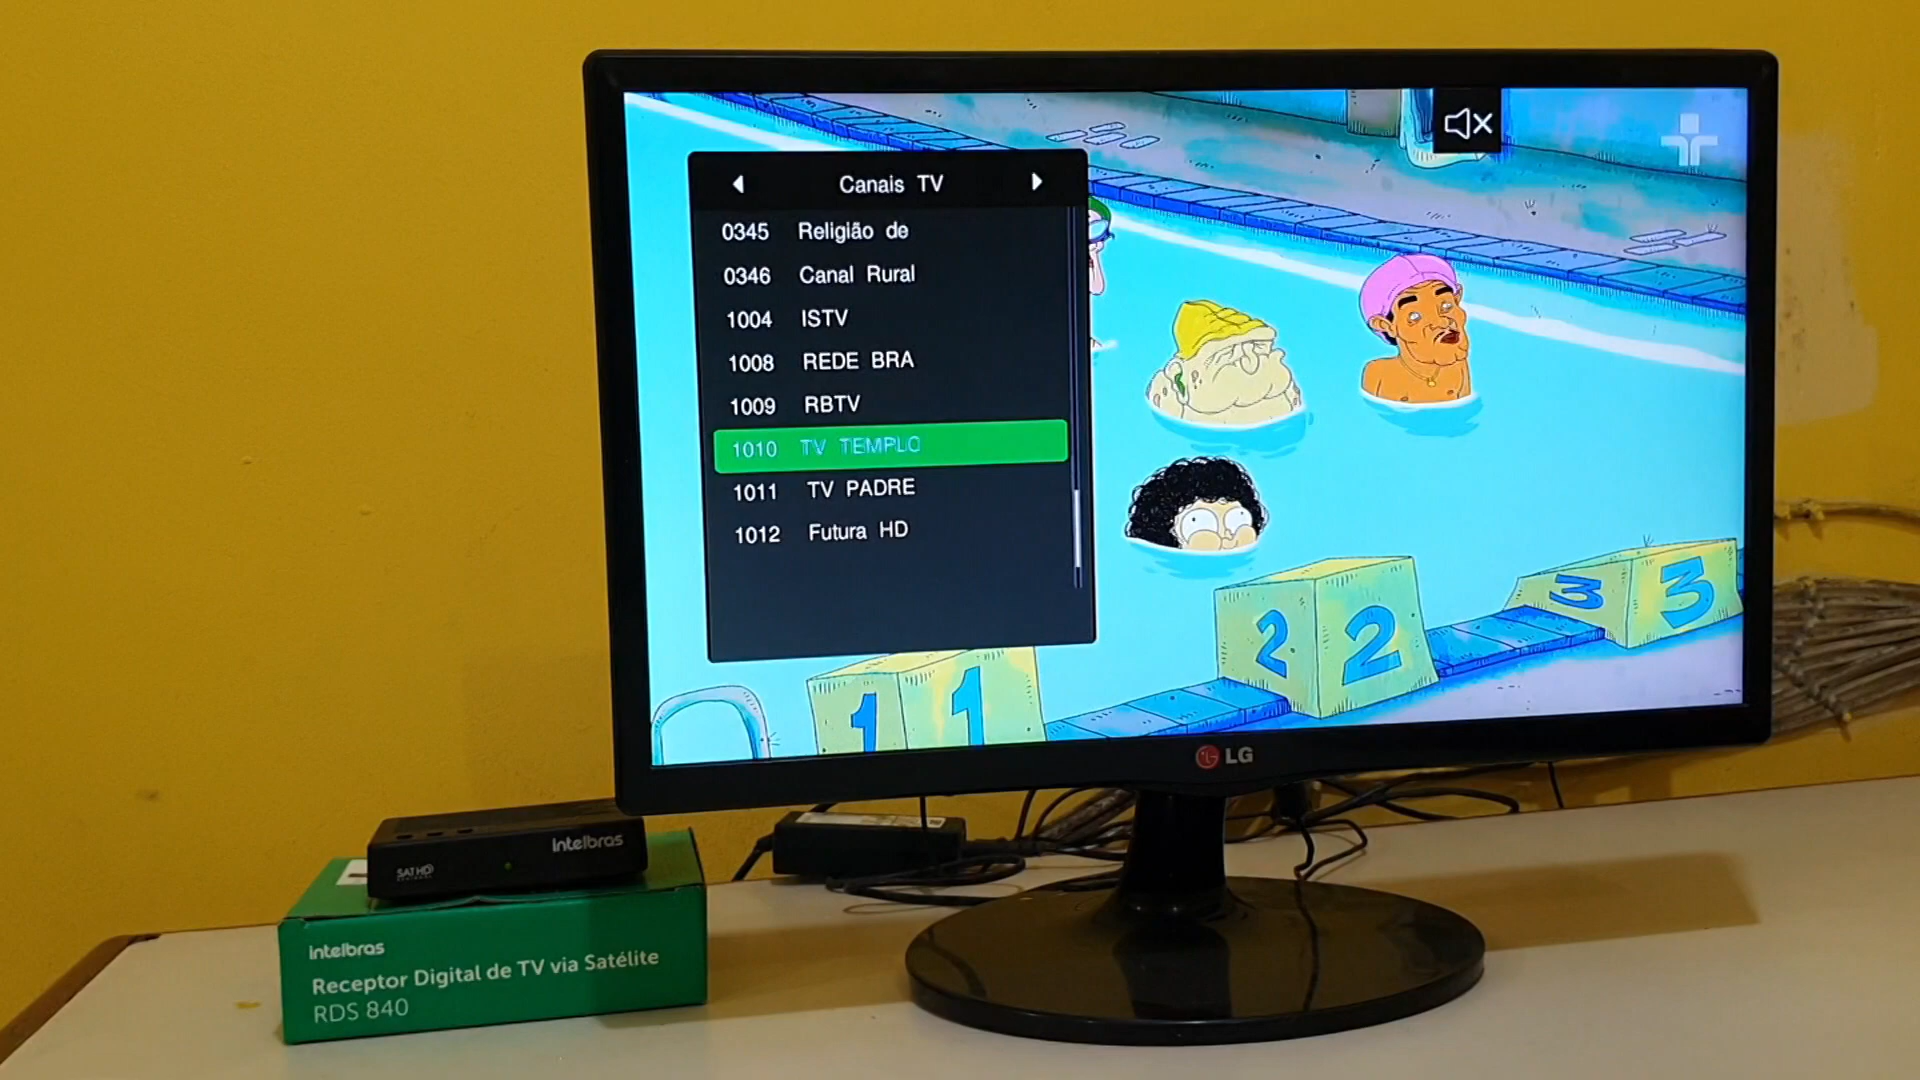 Canais TV
0345 Religião de
0346 Canal Rural
1004 ISTV
1008 REDE BRA
1009 RBTV
1010 TV TEMPLO
1011 TV PADRE
1012 Futura HD
1 1
2 2
3 3
LG
intelbras
SAT HD
intelbras
Receptor Digital de TV via Satélite
RDS 840